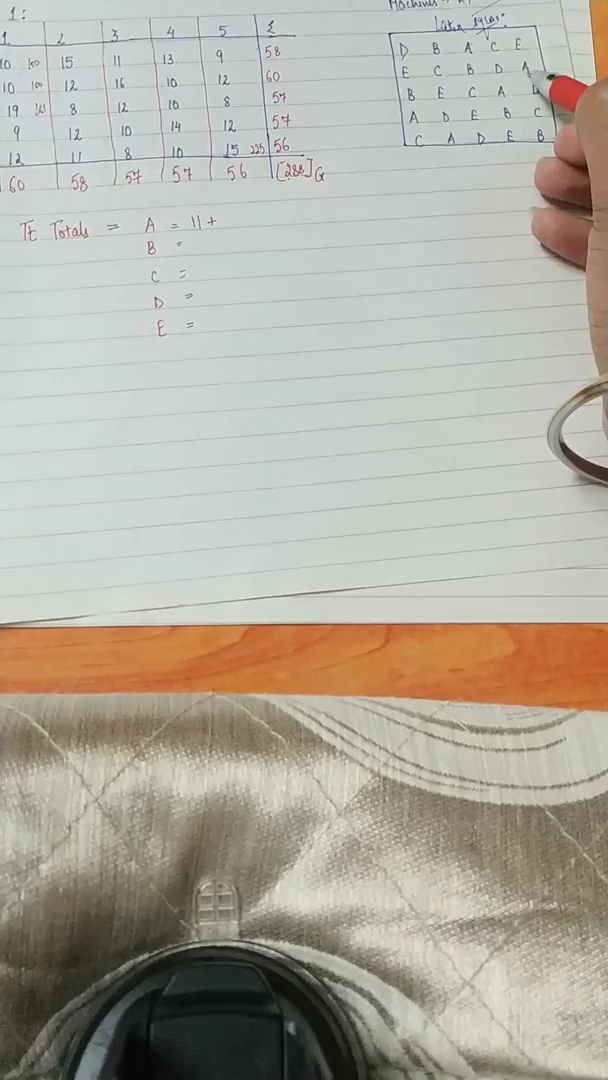 1:
Machines
Latin square:
1 2 3 4 5 Σ
10 100 15 11 13 9 58
10 100 12 16 10 12 60
19 8 12 10 8 57
9 12 10 14 12 57
12 11 8 10 15 225 56
60 58 57 57 56 [288] G
D B A C E
E C B D A
B E C A
A D E B C
C A D E B
Tt Totals = A = 11 +
B =
C =
D =
E =